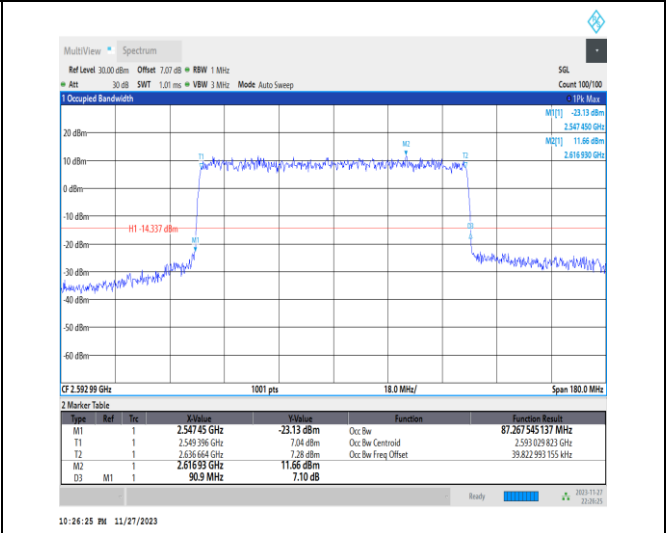 MultiView Spectrum
Ref Level 30.00 dBm Offset 7.07 dB RBW 1 MHz SGL
Att 30 dB SWT 1.01 ms VBW 3 MHz Mode Auto Sweep Count 100/100
1 Occupied Bandwidth 1Pk Max
M1[1] -23.13 dBm
2.547 450 GHz
20 dBm
M2[1] 11.66 dBm
2.616 930 GHz
M2
T1 T2
10 dBm
0 dBm
-10 dBm
H1 -14.337 dBm
D3
M1
-20 dBm
-30 dBm
-40 dBm
-50 dBm
-60 dBm
CF 2.592 99 GHz 1001 pts 18.0 MHz/ Span 180.0 MHz
2 Marker Table
Type Ref Trc X-Value Y-Value Function Function Result
M1 1 2.547 45 GHz -23.13 dBm Occ Bw 87.267 545 137 MHz
T1 1 2.549 396 GHz 7.04 dBm Occ Bw Centroid 2.593 029 823 GHz
T2 1 2.636 664 GHz 7.28 dBm Occ Bw Freq Offset 39.822 993 155 kHz
M2 1 2.616 93 GHz 11.66 dBm
D3 M1 1 90.9 MHz 7.10 dB
Ready 2023-11-27
22:26:25
10:26:25 PM 11/27/2023